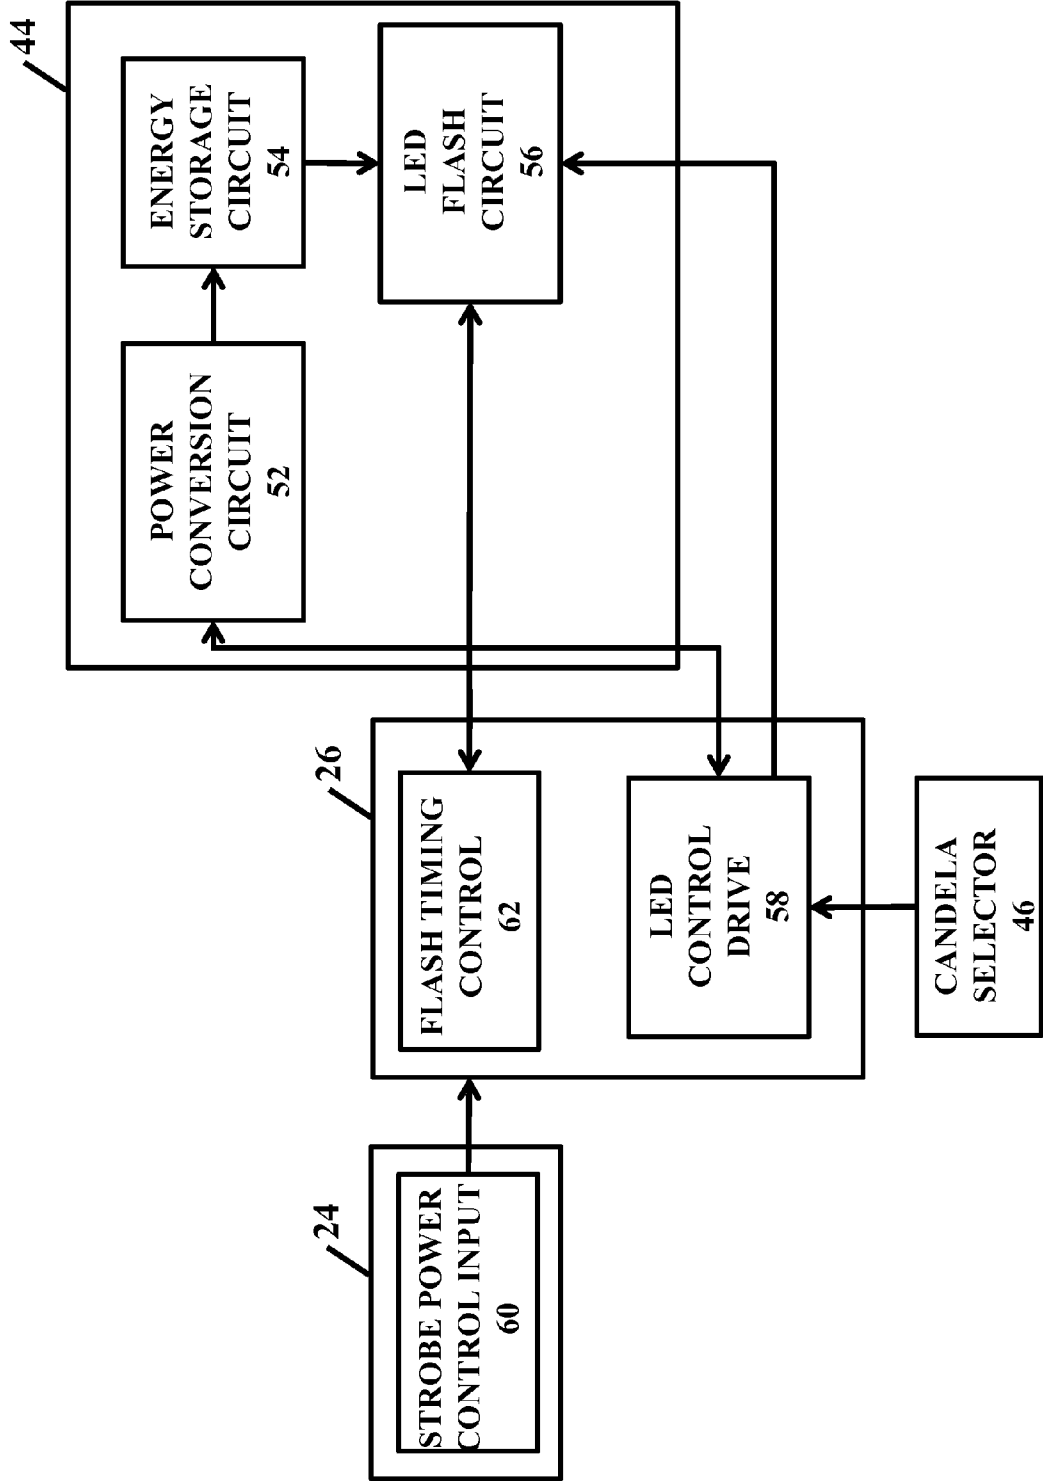 44
POWER
CONVERSION
CIRCUIT
52
ENERGY
STORAGE
CIRCUIT
54
LED
FLASH
CIRCUIT
56
24
STROBE POWER
CONTROL INPUT
60
26
FLASH TIMING
CONTROL
62
LED
CONTROL
DRIVE
58
CANDELA
SELECTOR
46